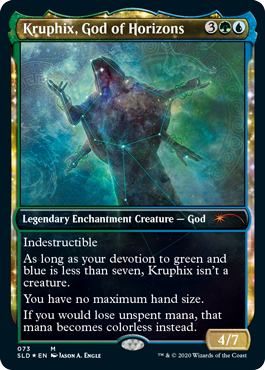 Kruphix, God of Horizons 3
Legendary Enchantment Creature — God
Indestructible
As long as your devotion to green and
blue is less than seven, Kruphix isn't a
creature.
You have no maximum hand size.
If you would lose unspent mana, that
mana becomes colorless instead.
4/7
073 M
SLD ★ EN JASON A. ENGLE
™ & © 2020 Wizards of the Coast